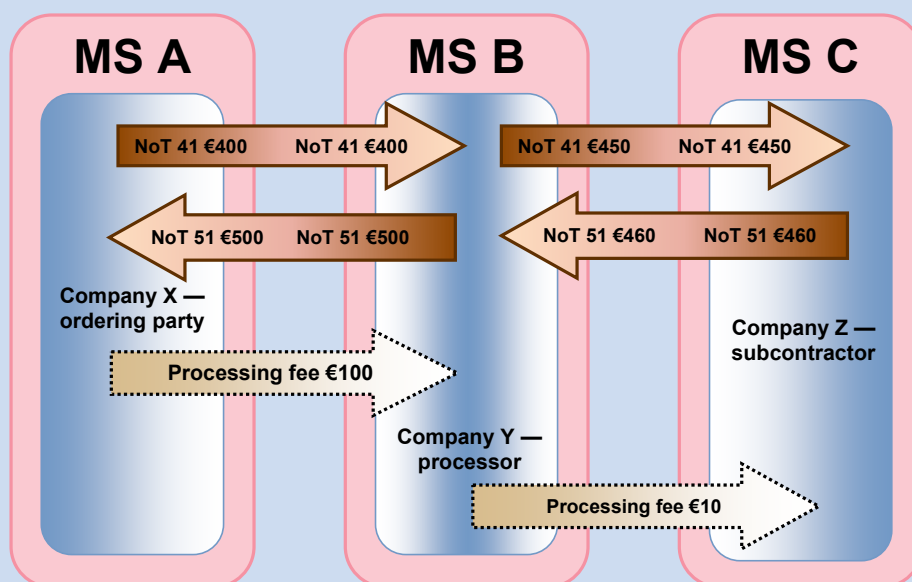 MS A
MS B
MS C
NoT 41 €400 NoT 41 €400
NoT 41 €450 NoT 41 €450
NoT 51 €500 NoT 51 €500
NoT 51 €460 NoT 51 €460
Company X —
ordering party
Company Z —
subcontractor
Processing fee €100
Company Y —
processor
Processing fee €10